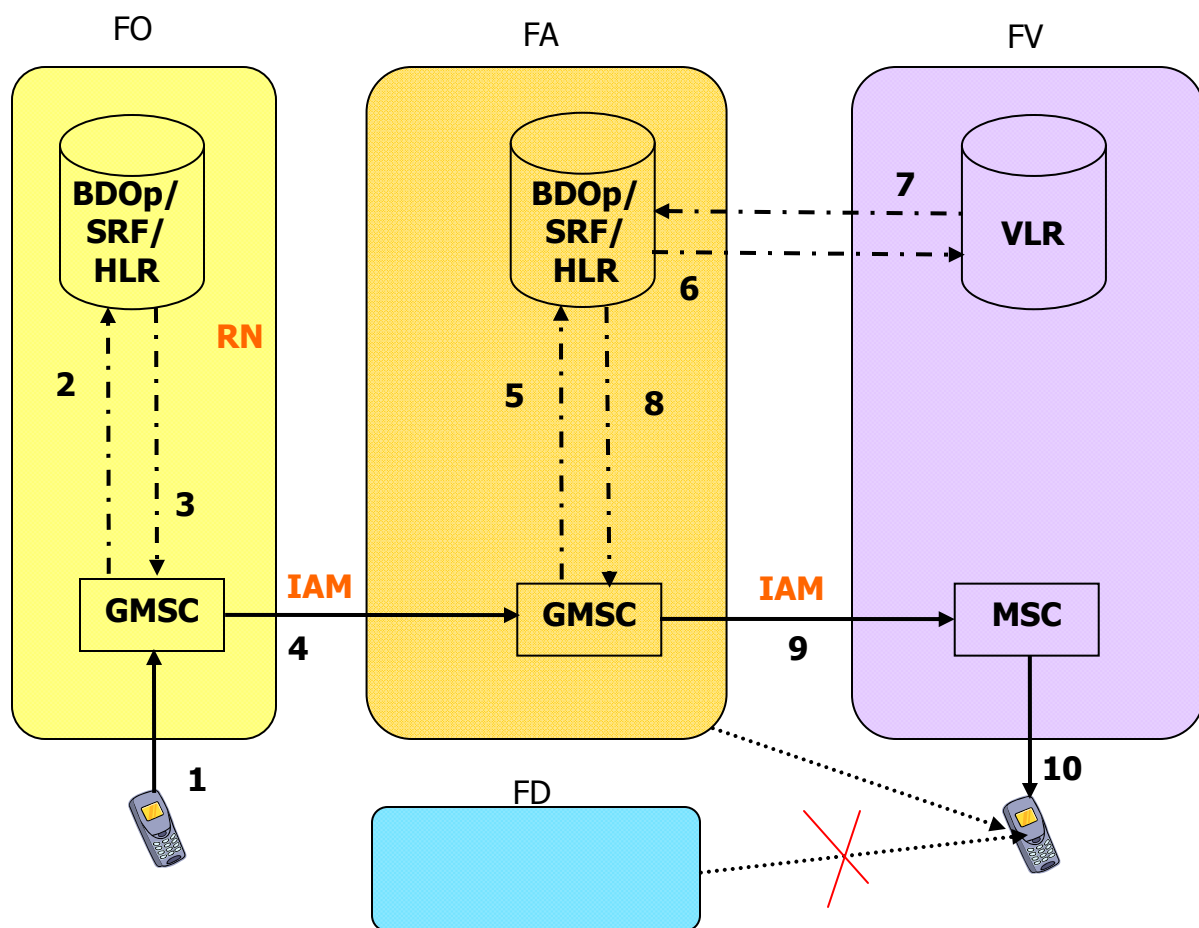 FO
FA
FV
BDOp/
SRF/
HLR
BDOp/
SRF/
HLR
VLR
7
6
RN
2
3
5
8
IAM
4
IAM
9
GMSC
GMSC
MSC
1
10
FD